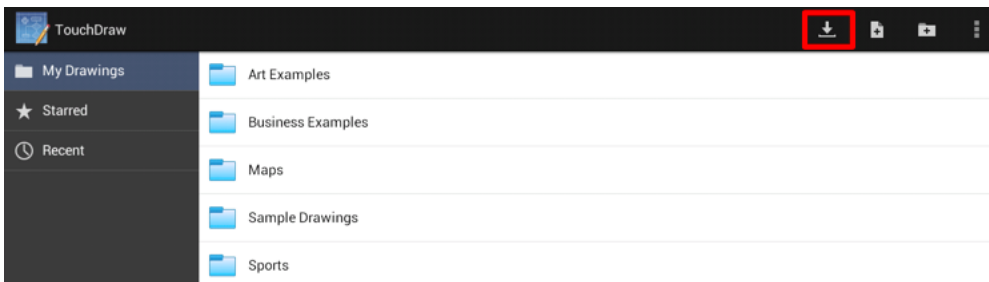 TouchDraw
My Drawings
Starred
Recent
Art Examples
Business Examples
Maps
Sample Drawings
Sports